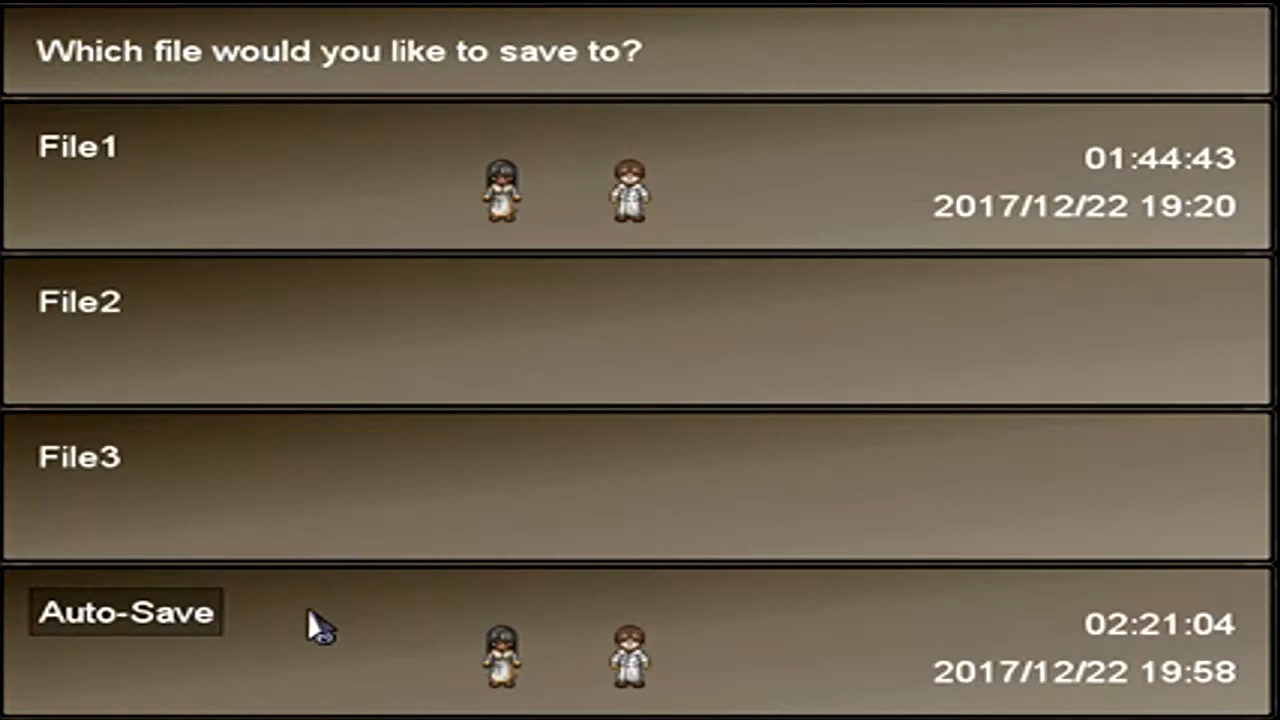 Which file would you like to save to?
File1
01:44:43
2017/12/22 19:20
File2
File3
Auto-Save
02:21:04
2017/12/22 19:58